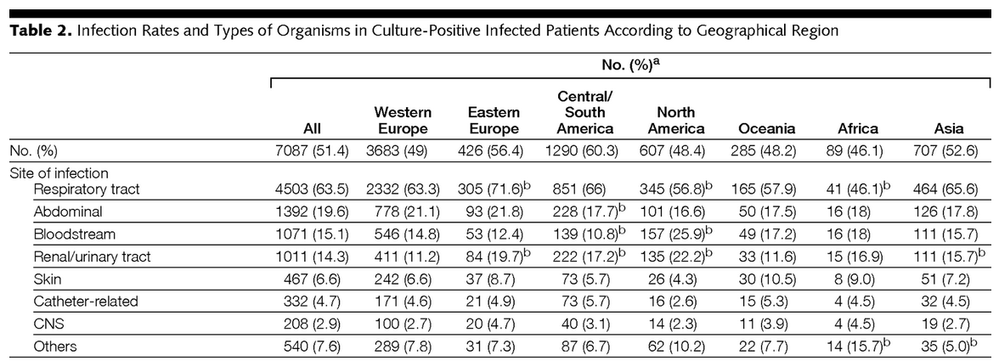 Table 2. Infection Rates and Types of Organisms in Culture-Positive Infected Patients According to Geographical Region
No. (%)a
All Western Europe Eastern Europe Central/South America North America Oceania Africa Asia
No. (%) 7087 (51.4) 3683 (49) 426 (56.4) 1290 (60.3) 607 (48.4) 285 (48.2) 89 (46.1) 707 (52.6)
Site of infection
Respiratory tract 4503 (63.5) 2332 (63.3) 305 (71.6)b 851 (66) 345 (56.8)b 165 (57.9) 41 (46.1)b 464 (65.6)
Abdominal 1392 (19.6) 778 (21.1) 93 (21.8) 228 (17.7)b 101 (16.6) 50 (17.5) 16 (18) 126 (17.8)
Bloodstream 1071 (15.1) 546 (14.8) 53 (12.4) 139 (10.8)b 157 (25.9)b 49 (17.2) 16 (18) 111 (15.7)
Renal/urinary tract 1011 (14.3) 411 (11.2) 84 (19.7)b 222 (17.2)b 135 (22.2)b 33 (11.6) 15 (16.9) 111 (15.7)b
Skin 467 (6.6) 242 (6.6) 37 (8.7) 73 (5.7) 26 (4.3) 30 (10.5) 8 (9.0) 51 (7.2)
Catheter-related 332 (4.7) 171 (4.6) 21 (4.9) 73 (5.7) 16 (2.6) 15 (5.3) 4 (4.5) 32 (4.5)
CNS 208 (2.9) 100 (2.7) 20 (4.7) 40 (3.1) 14 (2.3) 11 (3.9) 4 (4.5) 19 (2.7)
Others 540 (7.6) 289 (7.8) 31 (7.3) 87 (6.7) 62 (10.2) 22 (7.7) 14 (15.7)b 35 (5.0)b